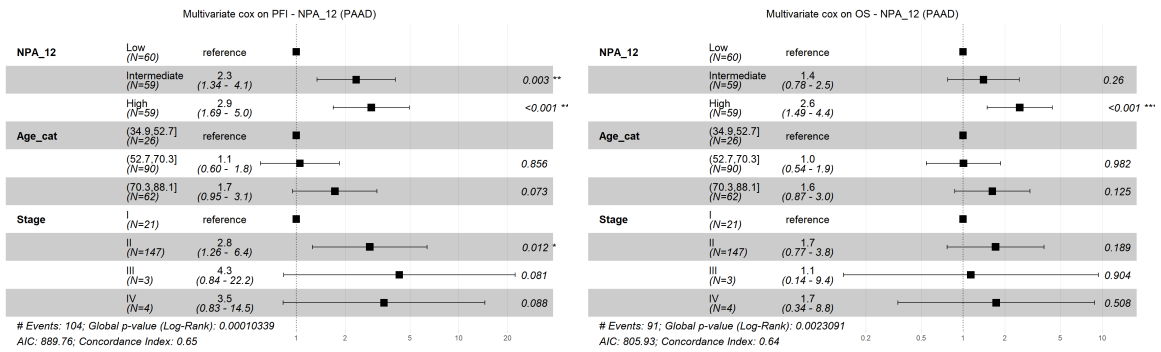 Multivariate cox on PFI - NPA_12 (PAAD)
NPA_12 Low (N=60) reference
Intermediate (N=59) 2.3 (1.34 - 4.1) 0.003 **
High (N=59) 2.9 (1.69 - 5.0) <0.001 **
Age_cat (34.9,52.7] (N=26) reference
(52.7,70.3] (N=90) 1.1 (0.60 - 1.8) 0.856
(70.3,88.1] (N=62) 1.7 (0.95 - 3.1) 0.073
Stage I (N=21) reference
II (N=147) 2.8 (1.26 - 6.4) 0.012 *
III (N=3) 4.3 (0.84 - 22.2) 0.081
IV (N=4) 3.5 (0.83 - 14.5) 0.088
# Events: 104; Global p-value (Log-Rank): 0.00010339
AIC: 889.76; Concordance Index: 0.65
1 2 5 10 20
Multivariate cox on OS - NPA_12 (PAAD)
NPA_12 Low (N=60) reference
Intermediate (N=59) 1.4 (0.78 - 2.5) 0.26
High (N=59) 2.6 (1.49 - 4.4) <0.001 ***
Age_cat (34.9,52.7] (N=26) reference
(52.7,70.3] (N=90) 1.0 (0.54 - 1.9) 0.982
(70.3,88.1] (N=62) 1.6 (0.87 - 3.0) 0.125
Stage I (N=21) reference
II (N=147) 1.7 (0.77 - 3.8) 0.189
III (N=3) 1.1 (0.14 - 9.4) 0.904
IV (N=4) 1.7 (0.34 - 8.8) 0.508
# Events: 91; Global p-value (Log-Rank): 0.0023091
AIC: 805.93; Concordance Index: 0.64
0.2 0.5 1 2 5 10